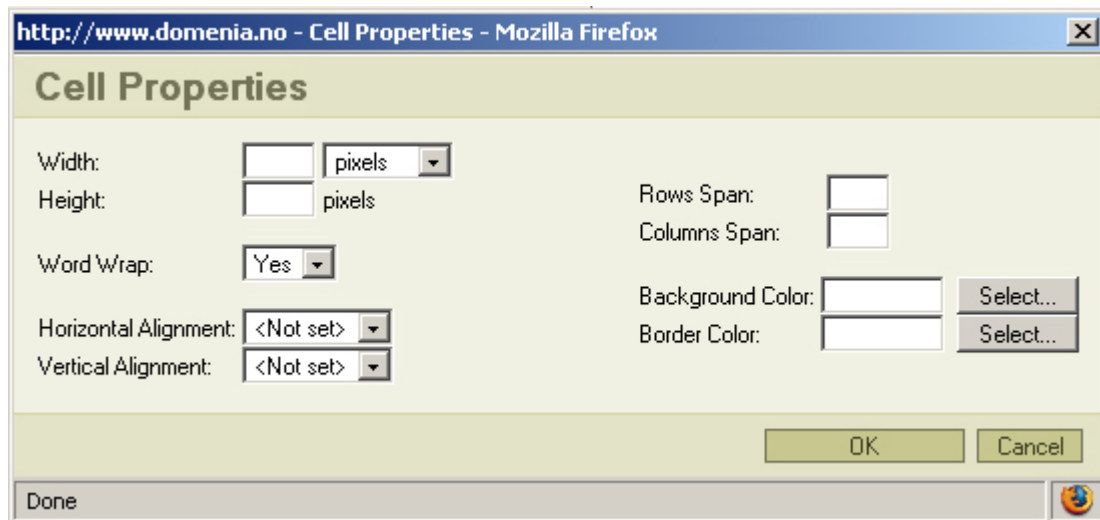 http://www.domenia.no - Cell Properties - Mozilla Firefox
Cell Properties
Width: pixels
Height: pixels
Word Wrap: Yes
Horizontal Alignment: <Not set>
Vertical Alignment: <Not set>
Rows Span:
Columns Span:
Background Color: Select...
Border Color: Select...
OK Cancel
Done